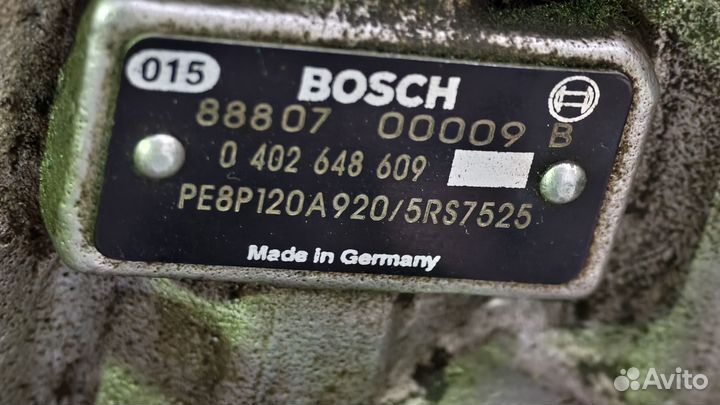 015 BOSCH
88807 00009 B
0 402 648 609
PE8P120A920/5RS7525
Made in Germany
Avito